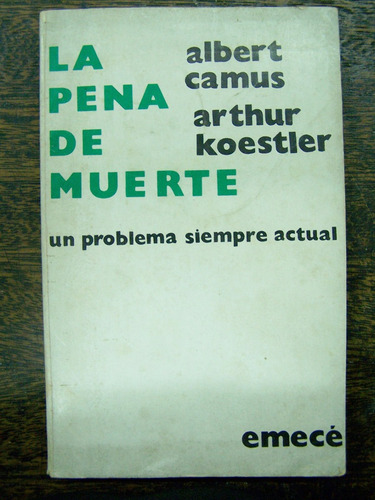 LA
PENA
DE
MUERTE
albert
camus
arthur
koestler
un problema siempre actual
emecé